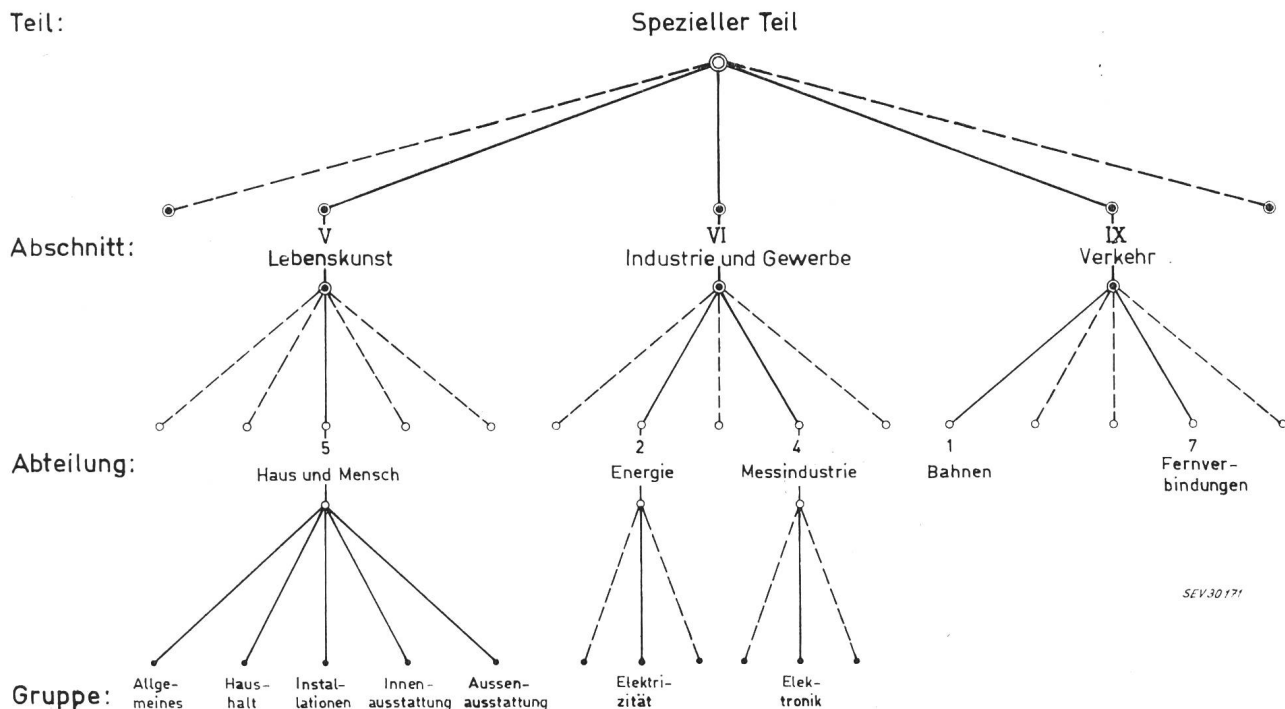 Teil:
Spezieller Teil
Abschnitt:
V
Lebenskunst
VI
Industrie und Gewerbe
IX
Verkehr
Abteilung:
5
Haus und Mensch
2
Energie
4
Messindustrie
1
Bahnen
7
Fernver-
bindungen
SEV30171
Gruppe:
Allge-
meines
Haus-
halt
Instal-
lationen
Innen-
ausstattung
Aussen-
ausstattung
Elektri-
zität
Elek-
tronik